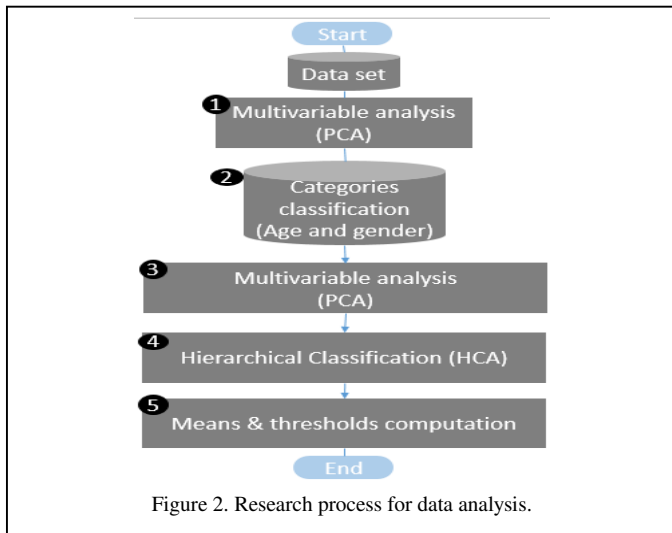 Start
Data set
1
Multivariable analysis
(PCA)
2
Categories
classification
(Age and gender)
3
Multivariable analysis
(PCA)
4
Hierarchical Classification (HCA)
5
Means & thresholds computation
End
Figure 2. Research process for data analysis.